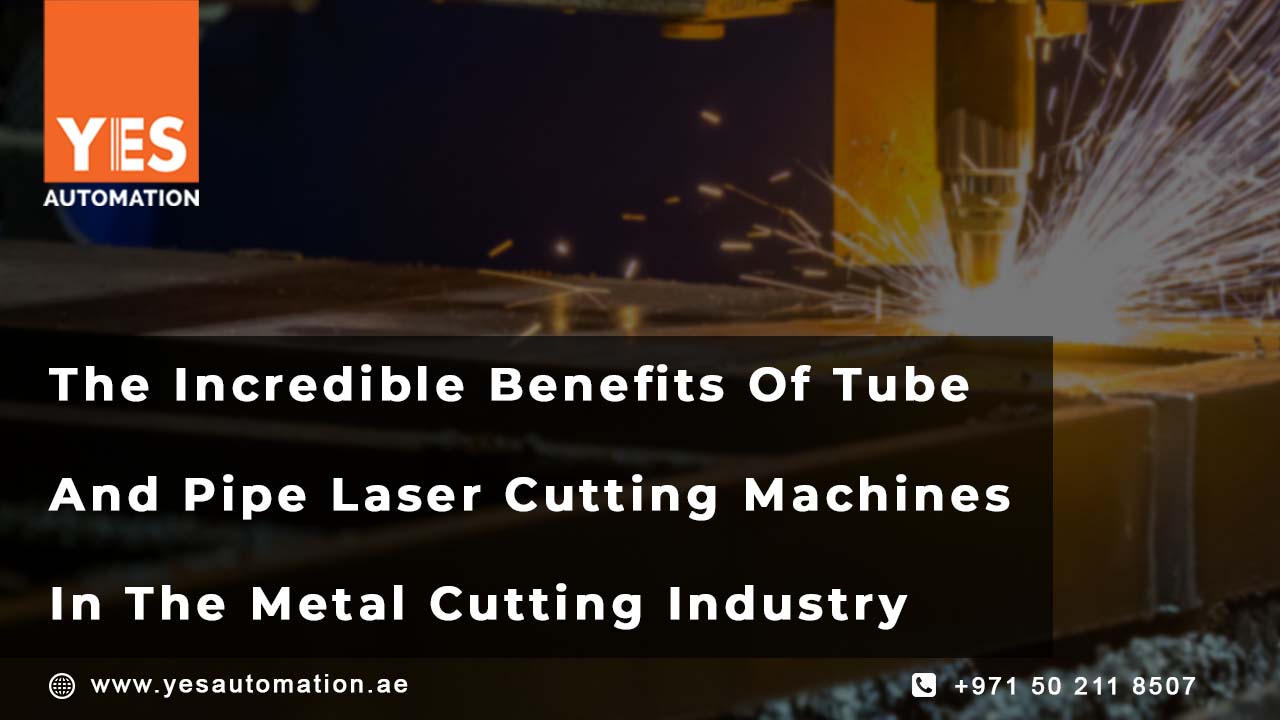 YES
AUTOMATION
The Incredible Benefits Of Tube
And Pipe Laser Cutting Machines
In The Metal Cutting Industry
www.yesautomation.ae
+971 50 211 8507